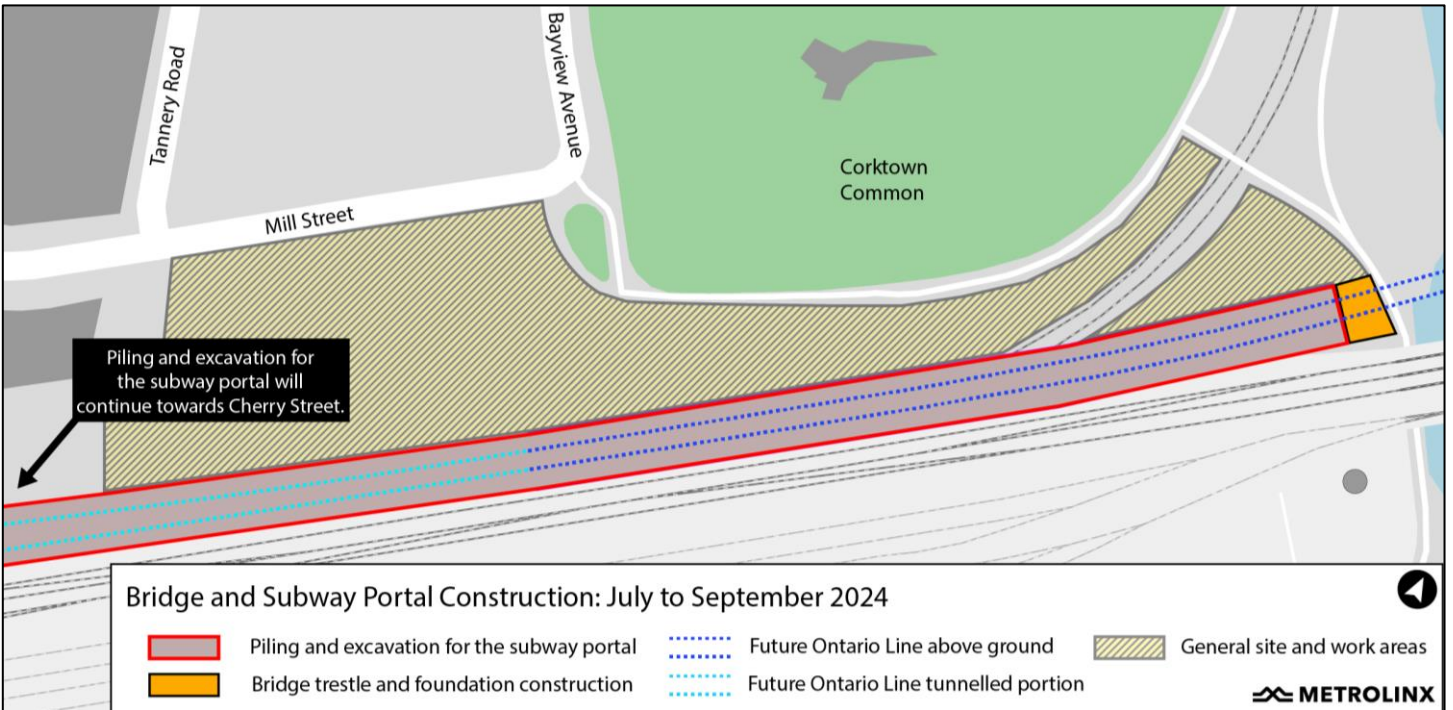 Tannery Road
Bayview Avenue
Mill Street
Corktown
Common
Piling and excavation for
the subway portal will
continue towards Cherry Street.
Bridge and Subway Portal Construction: July to September 2024
Piling and excavation for the subway portal
Future Ontario Line above ground
General site and work areas
Bridge trestle and foundation construction
Future Ontario Line tunnelled portion
METROLINX